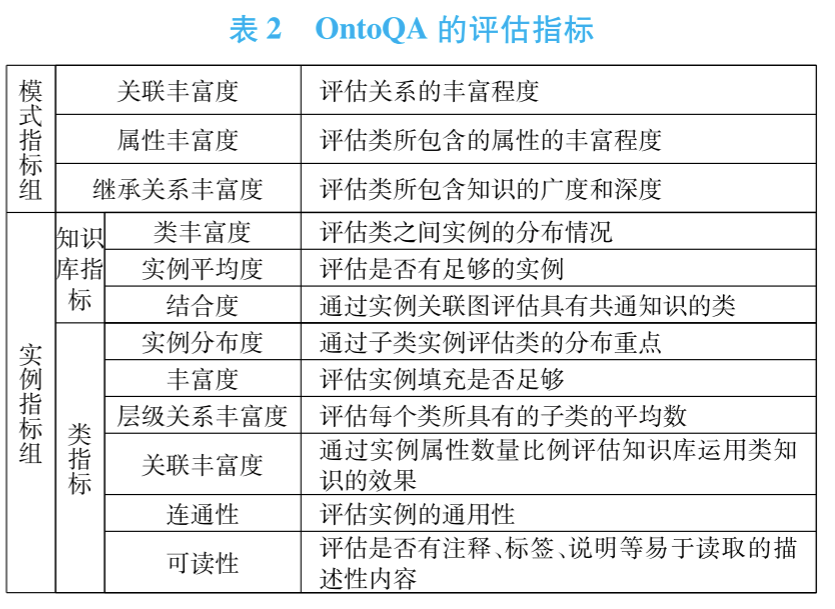 表 2 OntoQA 的评估指标
模式指标组
关联丰富度 评估关系的丰富程度
属性丰富度 评估类所包含的属性的丰富程度
继承关系丰富度 评估类所包含知识的广度和深度
实例指标组
知识
库指
标
类丰富度 评估类之间实例的分布情况
实例平均度 评估是否有足够的实例
结合度 通过实例关联图评估具有共通知识的类
类指标
实例分布度 通过子类实例评估类的分布重点
丰富度 评估实例填充是否足够
层级关系丰富度 评估每个类所具有的子类的平均数
关联丰富度 通过实例属性数量比例评估知识库运用类知
识的效果
连通性 评估实例的通用性
可读性 评估是否有注释、标签、说明等易于读取的描
述性内容